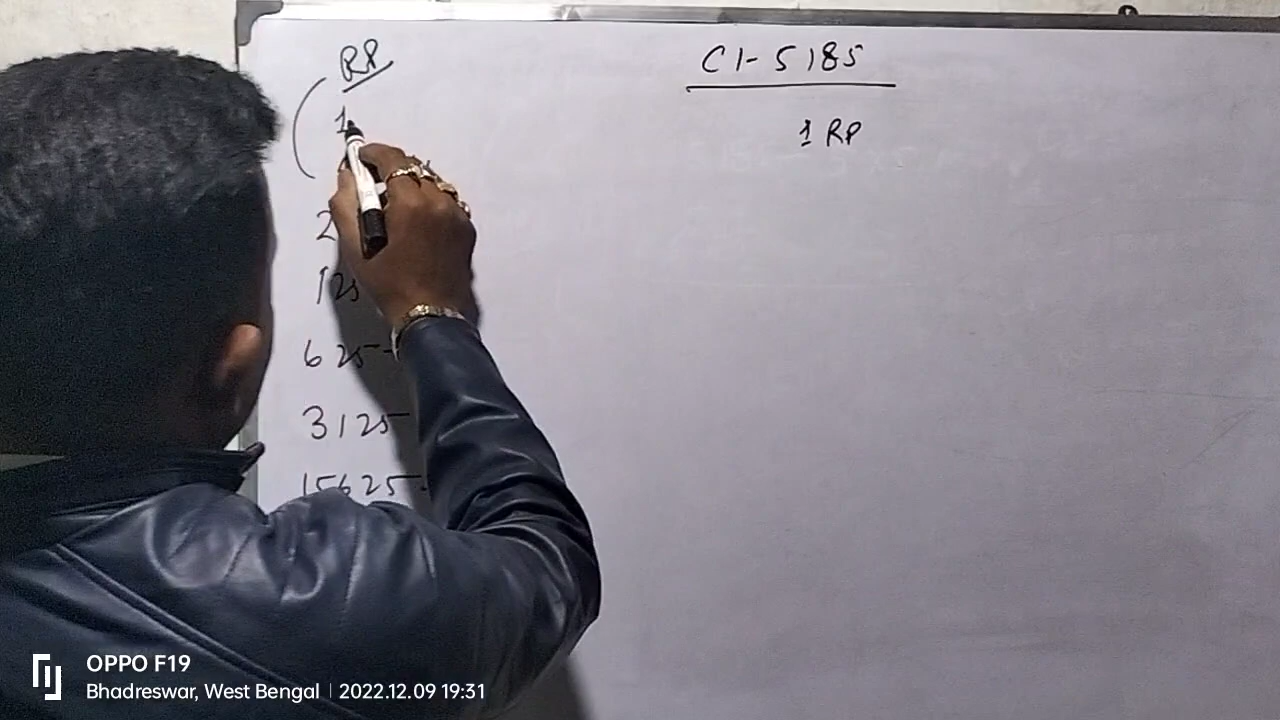 RP
C1-5185
1
1 RP
2
125
625-
3125
15625-
OPPO F19
Bhadreswar, West Bengal | 2022.12.09 19:31